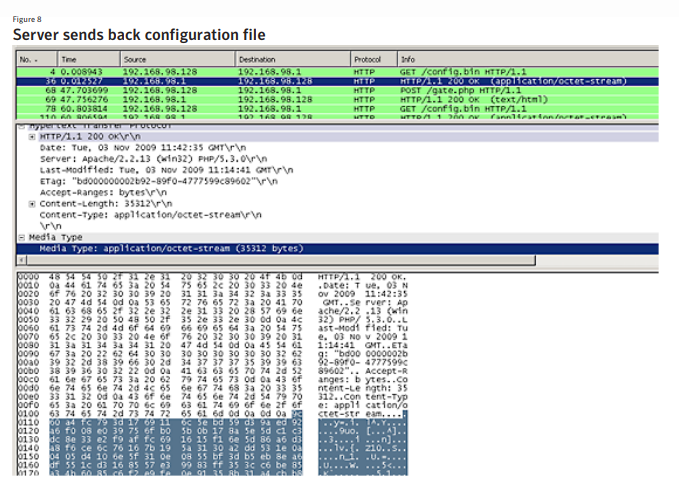 Figure 8
Server sends back configuration file
No. Time Source Destination Protocol Info
4 0.008943 192.168.98.128 192.168.98.1 HTTP GET /config.bin HTTP/1.1
36 0.012527 192.168.98.1 192.168.98.128 HTTP HTTP/1.1 200 OK (application/octet-stream)
68 47.703699 192.168.98.128 192.168.98.1 HTTP POST /gate.php HTTP/1.1
69 47.756276 192.168.98.1 192.168.98.128 HTTP HTTP/1.1 200 OK (text/html)
78 60.803814 192.168.98.128 192.168.98.1 HTTP GET /config.bin HTTP/1.1
110 60.806594 192.168.98.1 192.168.98.128 HTTP HTTP/1.1 200 OK (application/octet-stream)
Hypertext Transfer Protocol
HTTP/1.1 200 OK\r\n
Date: Tue, 03 Nov 2009 11:42:35 GMT\r\n
Server: Apache/2.2.13 (Win32) PHP/5.3.0\r\n
Last-Modified: Tue, 03 Nov 2009 11:14:41 GMT\r\n
ETag: "bd00000002b92-89f0-4777599c89602"\r\n
Accept-Ranges: bytes\r\n
Content-Length: 35312\r\n
Content-Type: application/octet-stream\r\n
\r\n
Media Type
Media Type: application/octet-stream (35312 bytes)
0000 48 54 54 50 2f 31 2e 31 20 32 30 30 20 4f 4b 0d HTTP/1.1 200 OK.
0010 0a 44 61 74 65 3a 20 54 75 65 2c 20 30 33 20 4e .Date: T ue, 03 N
0020 6f 76 20 32 30 30 39 20 31 31 3a 34 32 3a 33 35 ov 2009 11:42:35
0030 20 47 4d 54 0d 0a 53 65 72 76 65 72 3a 20 41 70 GMT..Se rver: Ap
0040 61 63 68 65 2f 32 2e 32 2e 31 33 20 28 57 69 6e ache/2.2 .13 (Win
0050 33 32 29 20 50 48 50 2f 35 2e 33 2e 30 0d 0a 4c 32) PHP/ 5.3.0..L
0060 61 73 74 2d 4d 6f 64 69 66 69 65 64 3a 20 54 75 ast-Modi fied: Tu
0070 65 2c 20 30 33 20 4e 6f 76 20 32 30 30 39 20 31 e, 03 No v 2009 1
0080 31 3a 31 34 3a 34 31 20 47 4d 54 0d 0a 45 54 61 1:14:41 GMT..ETa
0090 67 3a 20 22 62 64 30 30 30 30 30 30 30 30 32 62 g: "bd00 0000002b
00a0 39 32 2d 38 39 66 30 2d 34 37 37 37 35 39 39 63 92-89f0- 4777599c
00b0 38 39 36 30 32 22 0d 0a 41 63 63 65 70 74 2d 52 89602".. Accept-R
00c0 61 6e 67 65 73 3a 20 62 79 74 65 73 0d 0a 43 6f anges: b ytes..Co
00d0 6e 74 65 6e 74 2d 4c 65 6e 67 74 68 3a 20 33 35 ntent-Le ngth: 35
00e0 33 31 32 0d 0a 43 6f 6e 74 65 6e 74 2d 54 79 70 312..Con tent-Typ
00f0 65 3a 20 61 70 70 6c 69 63 61 74 69 6f 6e 2f 6f e: appli cation/o
0100 63 74 65 74 2d 73 74 72 65 61 6d 0d 0a 0d 0a ctet-str eam....
0110
0120
0130
0140
0150
0160
0170